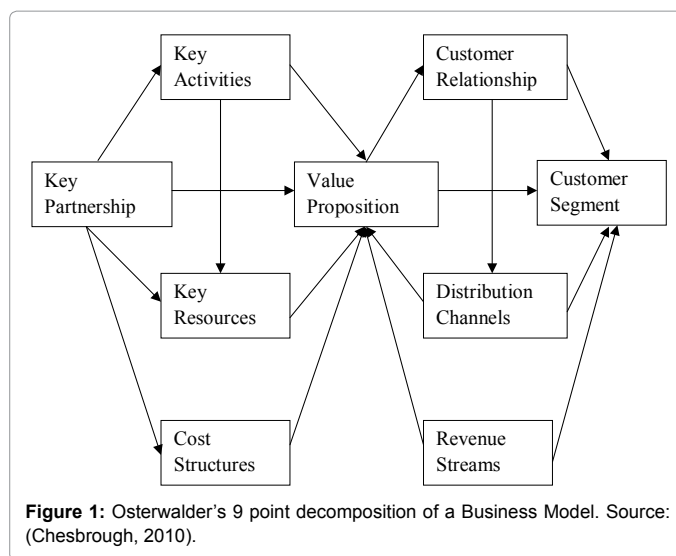 Key
Activities
Customer
Relationship
Key
Partnership
Value
Proposition
Customer
Segment
Key
Resources
Distribution
Channels
Cost
Structures
Revenue
Streams
Figure 1: Osterwalder's 9 point decomposition of a Business Model. Source:
(Chesbrough, 2010).